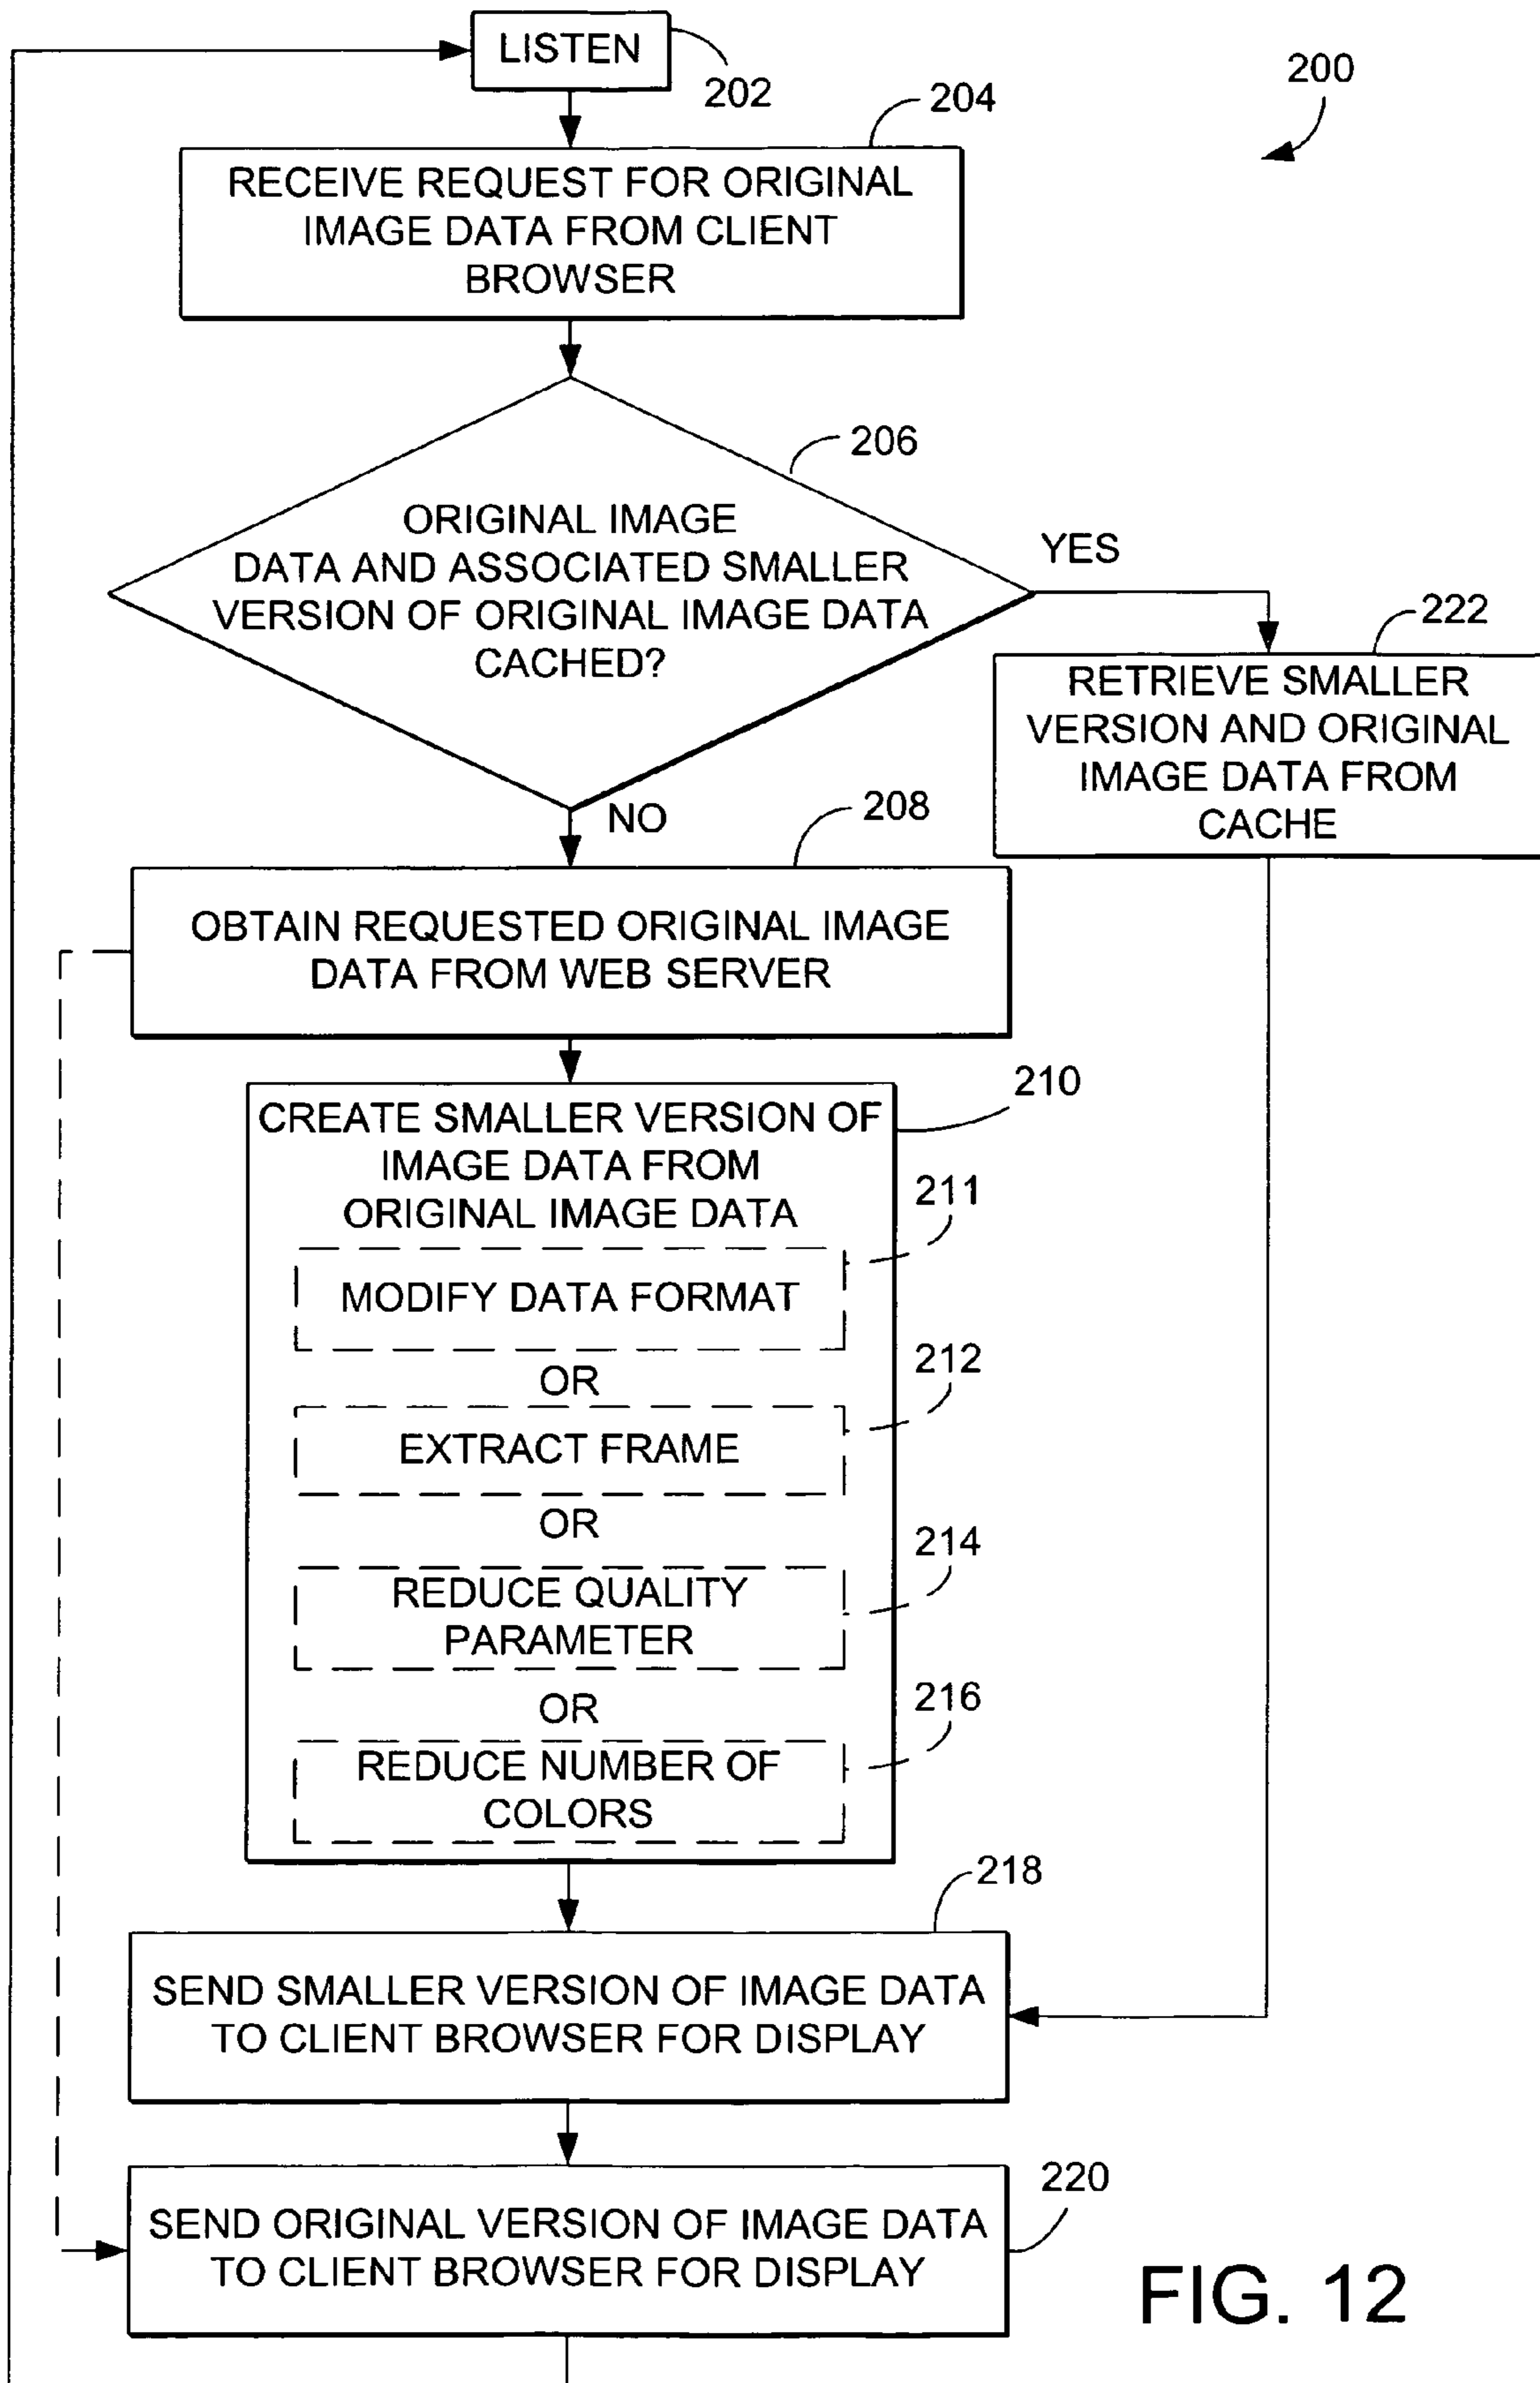 LISTEN
202
200
204
RECEIVE REQUEST FOR ORIGINAL
IMAGE DATA FROM CLIENT
BROWSER
206
ORIGINAL IMAGE
DATA AND ASSOCIATED SMALLER
VERSION OF ORIGINAL IMAGE DATA
CACHED?
YES
222
RETRIEVE SMALLER
VERSION AND ORIGINAL
IMAGE DATA FROM
CACHE
NO
208
OBTAIN REQUESTED ORIGINAL IMAGE
DATA FROM WEB SERVER
210
CREATE SMALLER VERSION OF
IMAGE DATA FROM
ORIGINAL IMAGE DATA
211
MODIFY DATA FORMAT
OR
212
EXTRACT FRAME
OR
214
REDUCE QUALITY
PARAMETER
OR
216
REDUCE NUMBER OF
COLORS
218
SEND SMALLER VERSION OF IMAGE DATA
TO CLIENT BROWSER FOR DISPLAY
220
SEND ORIGINAL VERSION OF IMAGE DATA
TO CLIENT BROWSER FOR DISPLAY
FIG. 12